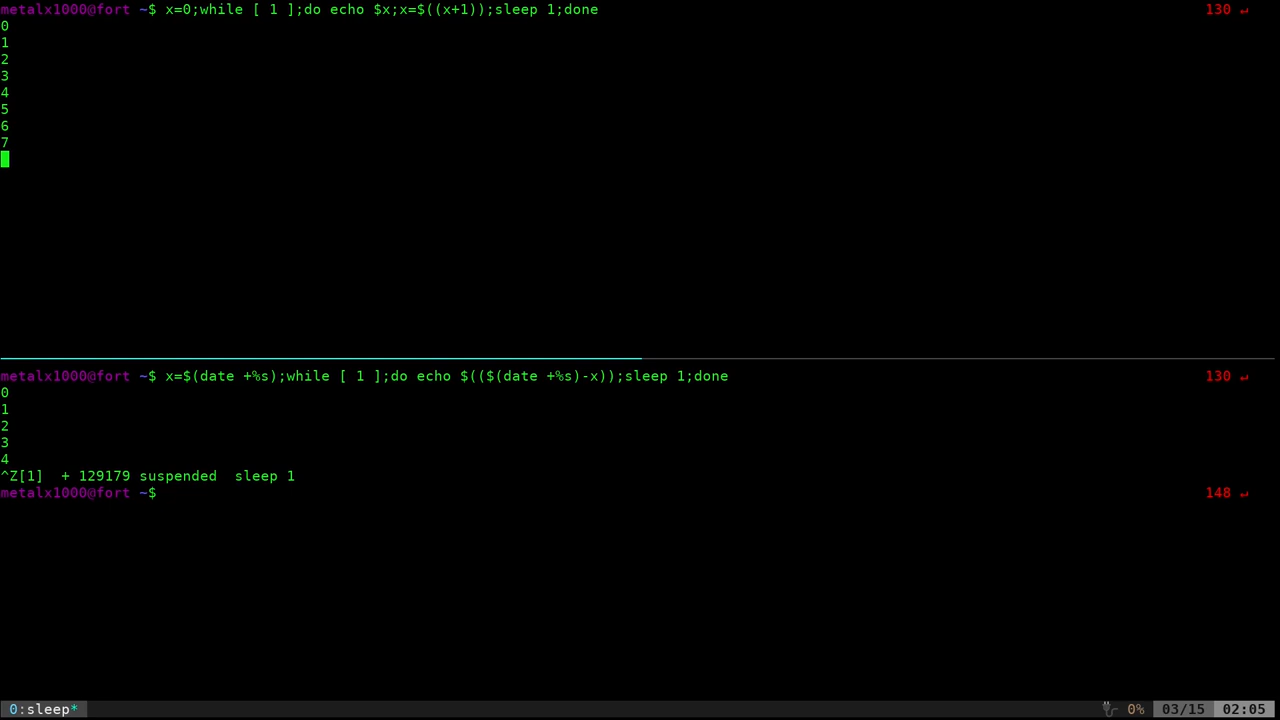 metalx1000@fort ~$ x=0;while [ 1 ];do echo $x;x=$((x+1));sleep 1;done 130 ↵
0
1
2
3
4
5
6
7
metalx1000@fort ~$ x=$(date +%s);while [ 1 ];do echo $(($(date +%s)-x));sleep 1;done 130 ↵
0
1
2
3
4
^Z[1]  + 129179 suspended  sleep 1
metalx1000@fort ~$ 148 ↵
0:sleep* 0% 03/15 02:05